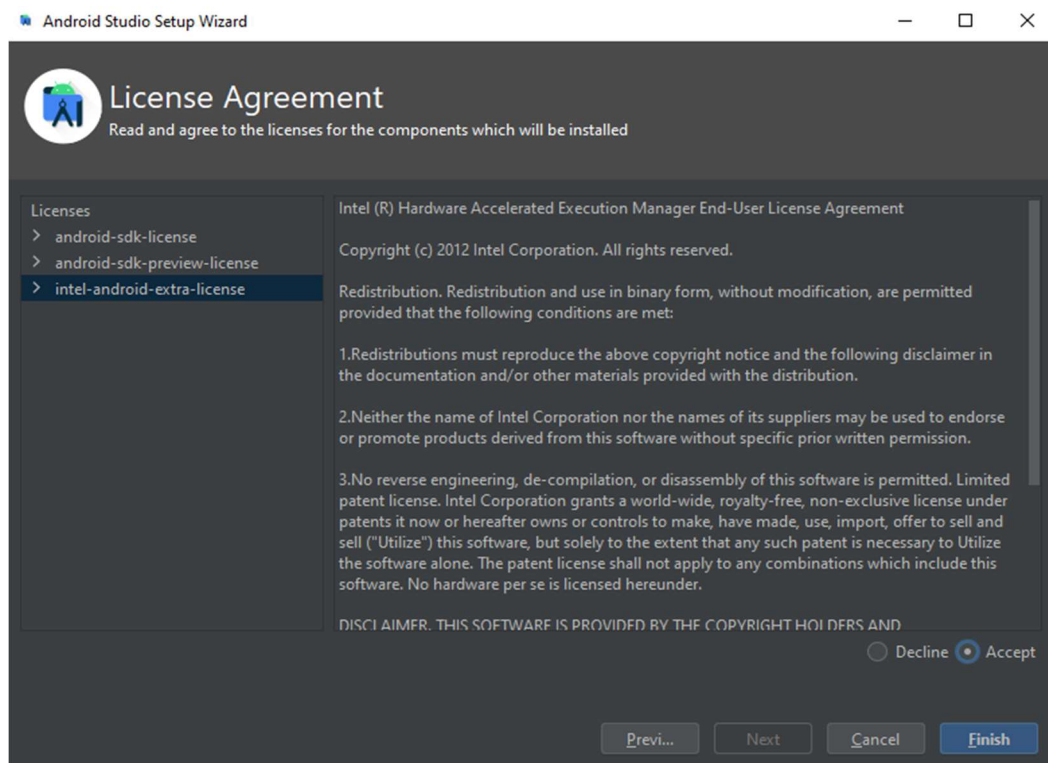 Android Studio Setup Wizard
License Agreement
Read and agree to the licenses for the components which will be installed
Licenses
android-sdk-license
android-sdk-preview-license
intel-android-extra-license
Intel (R) Hardware Accelerated Execution Manager End-User License Agreement
Copyright (c) 2012 Intel Corporation. All rights reserved.
Redistribution. Redistribution and use in binary form, without modification, are permitted
provided that the following conditions are met:
1.Redistributions must reproduce the above copyright notice and the following disclaimer in
the documentation and/or other materials provided with the distribution.
2.Neither the name of Intel Corporation nor the names of its suppliers may be used to endorse
or promote products derived from this software without specific prior written permission.
3.No reverse engineering, de-compilation, or disassembly of this software is permitted. Limited
patent license. Intel Corporation grants a world-wide, royalty-free, non-exclusive license under
patents it now or hereafter owns or controls to make, have made, use, import, offer to sell and
sell ("Utilize") this software, but solely to the extent that any such patent is necessary to Utilize
the software alone. The patent license shall not apply to any combinations which include this
software. No hardware per se is licensed hereunder.
DISCLAIMER. THIS SOFTWARE IS PROVIDED BY THE COPYRIGHT HOLDERS AND
Decline Accept
Previ... Next Cancel Finish